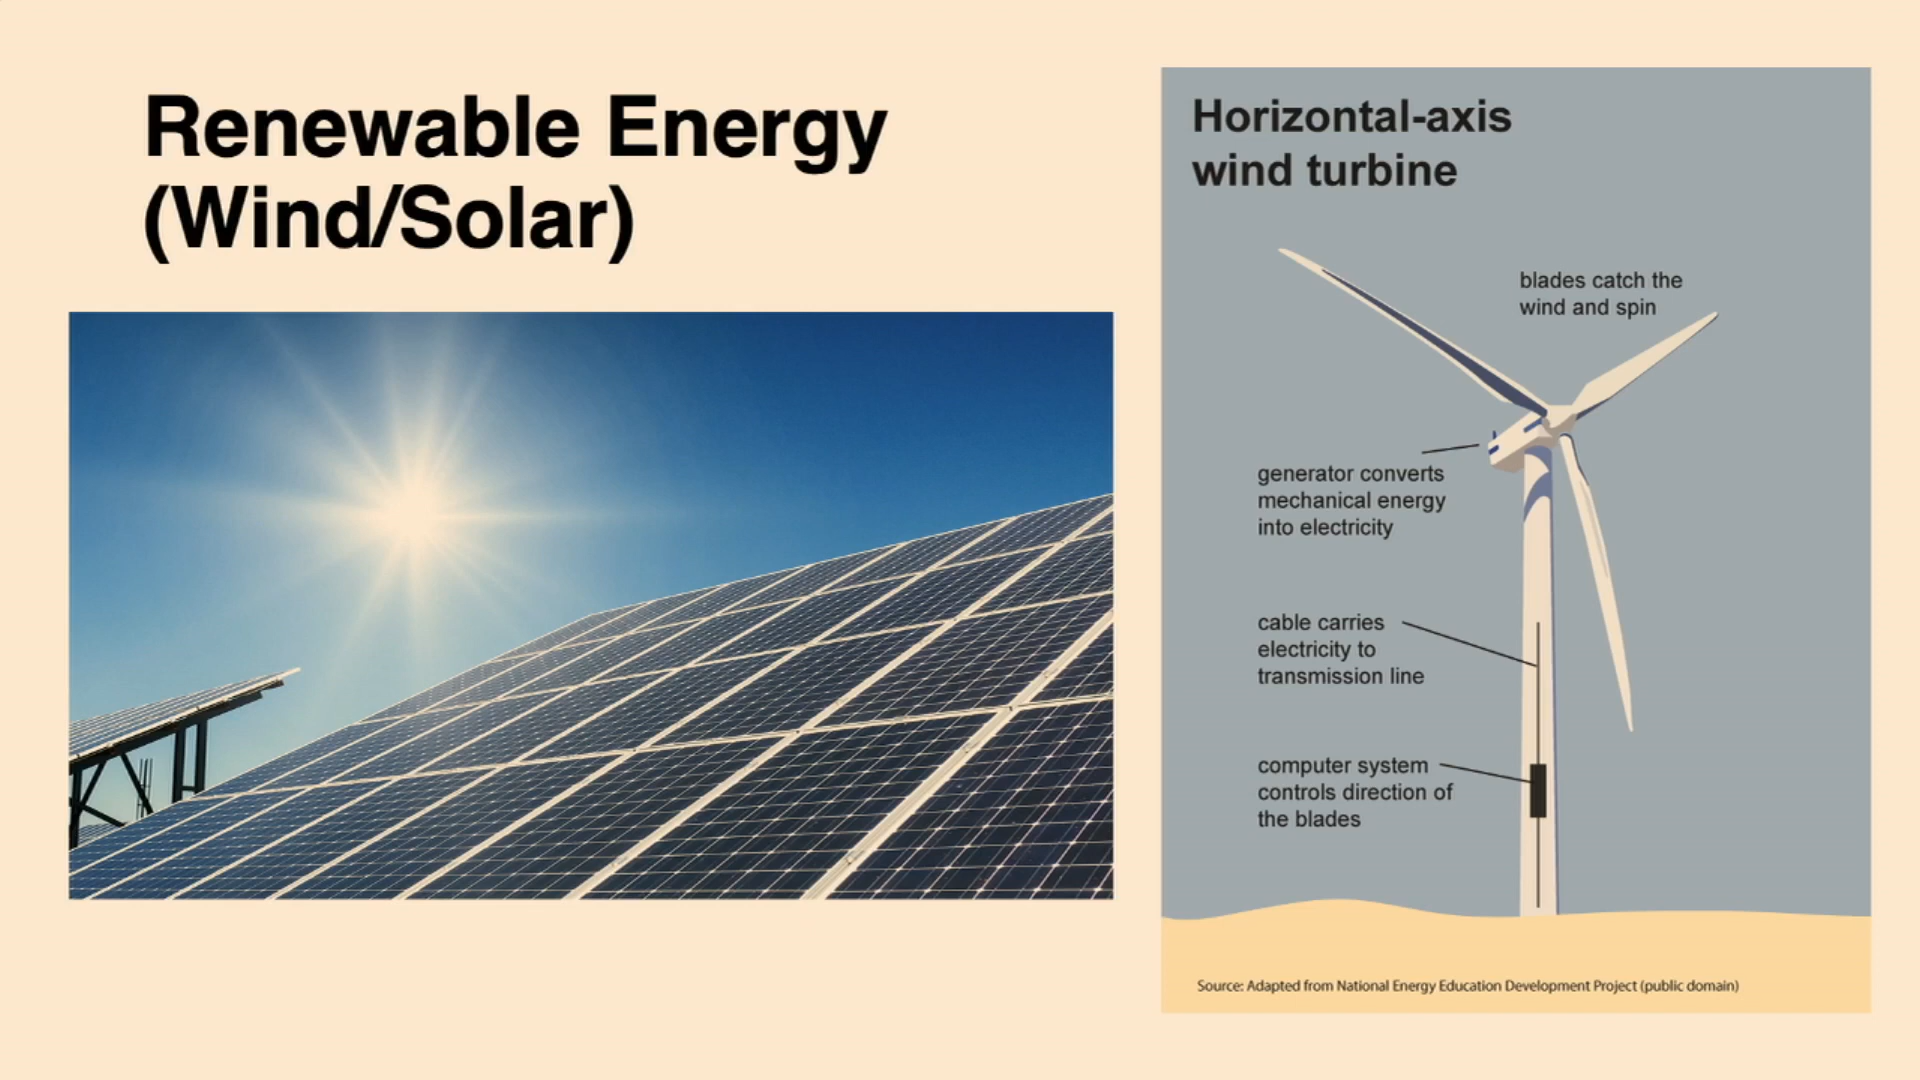 Renewable Energy
(Wind/Solar)
Horizontal-axis
wind turbine
blades catch the
wind and spin
generator converts
mechanical energy
into electricity
cable carries
electricity to
transmission line
computer system
controls direction of
the blades
Source: Adapted from National Energy Education Development Project (public domain)